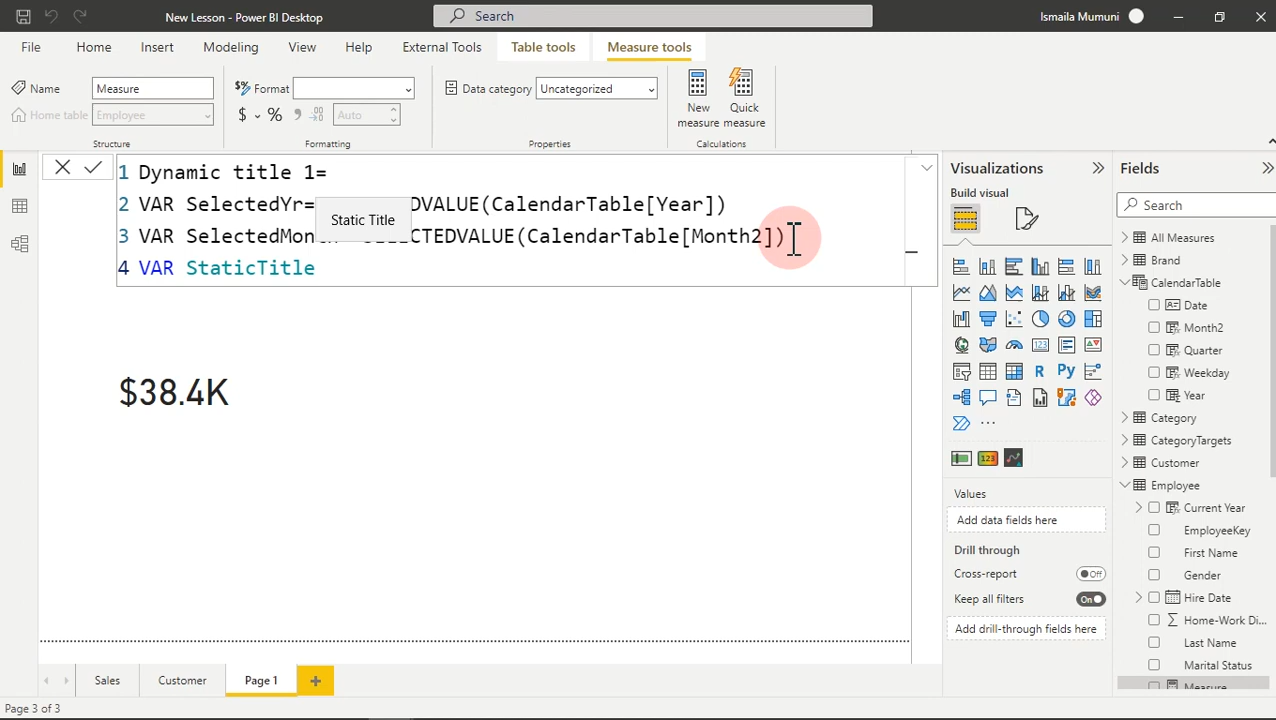 New Lesson - Power BI Desktop
Search
Ismaila Mumuni
File
Home
Insert
Modeling
View
Help
External Tools
Table tools
Measure tools
Name
Measure
Format
Data category
Uncategorized
Home table
Employee
$
%
Auto
New measure
Quick measure
Structure
Formatting
Properties
Calculations
1 Dynamic title 1=
2 VAR SelectedYr= DVALUE(CalendarTable[Year])
Static Title
3 VAR SelectedMon CTEDVALUE(CalendarTable[Month2])
4 VAR StaticTitle
$38.4K
Visualizations
Build visual
123
R
Py
123
Values
Add data fields here
Drill through
Cross-report
Off
Keep all filters
On
Add drill-through fields here
Fields
Search
All Measures
Brand
CalendarTable
Date
Month2
Quarter
Weekday
Year
Category
CategoryTargets
Customer
Employee
Current Year
EmployeeKey
First Name
Gender
Hire Date
Home-Work Di...
Last Name
Marital Status
Measure
Sales
Customer
Page 1
Page 3 of 3